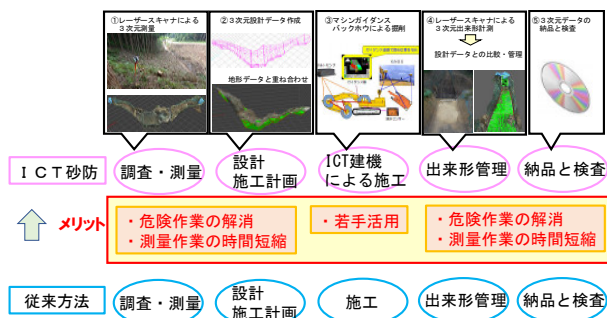 ①レーザースキャナによる
３次元測量
②３次元設計データ作成
地形データと重ね合わせ
③マシンガイダンス
バックホウによる掘削
④レーザースキャナによる
３次元出来形計測
設計データとの比較・管理
⑤３次元データの
納品と検査
ＩＣＴ砂防
調査・測量
設計
施工計画
ICT建機
による施工
出来形管理
納品と検査
メリット
・危険作業の解消
・測量作業の時間短縮
・若手活用
・危険作業の解消
・測量作業の時間短縮
従来方法
調査・測量
設計
施工計画
施工
出来形管理
納品と検査